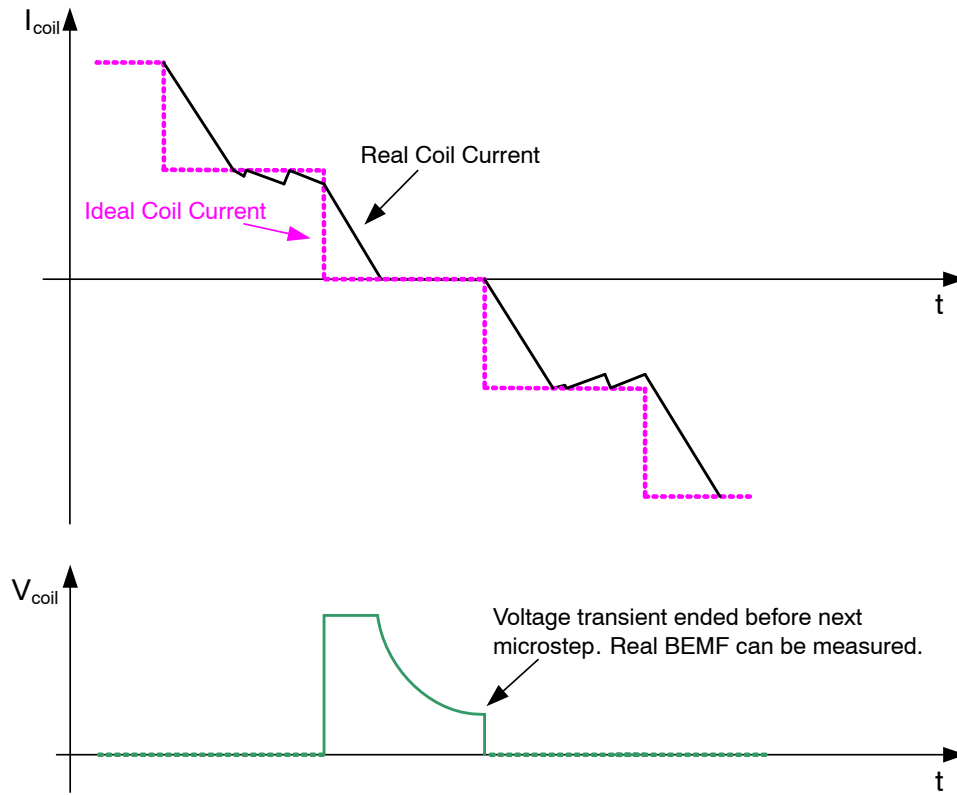 Icoil
Real Coil Current
Ideal Coil Current
t
Vcoil
Voltage transient ended before next
microstep. Real BEMF can be measured.
t